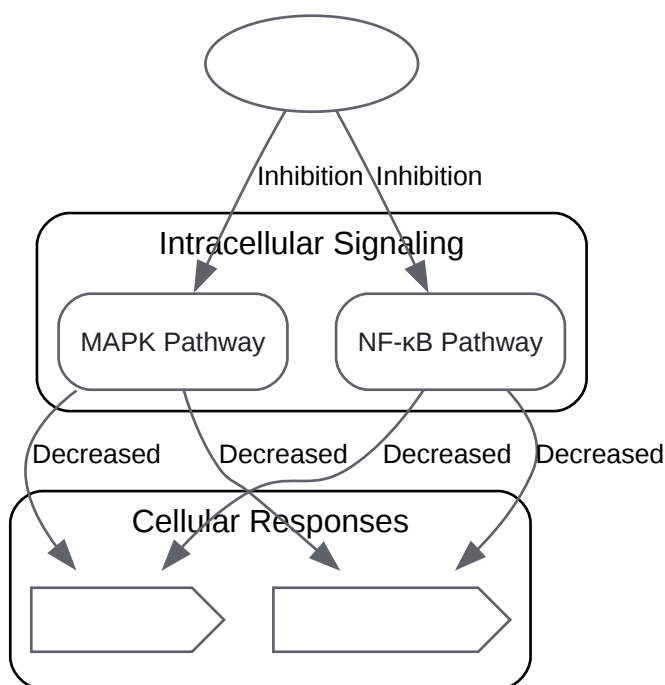 Inhibition Inhibition
Intracellular Signaling
MAPK Pathway NF-κB Pathway
Decreased Decreased Decreased Decreased
Cellular Responses